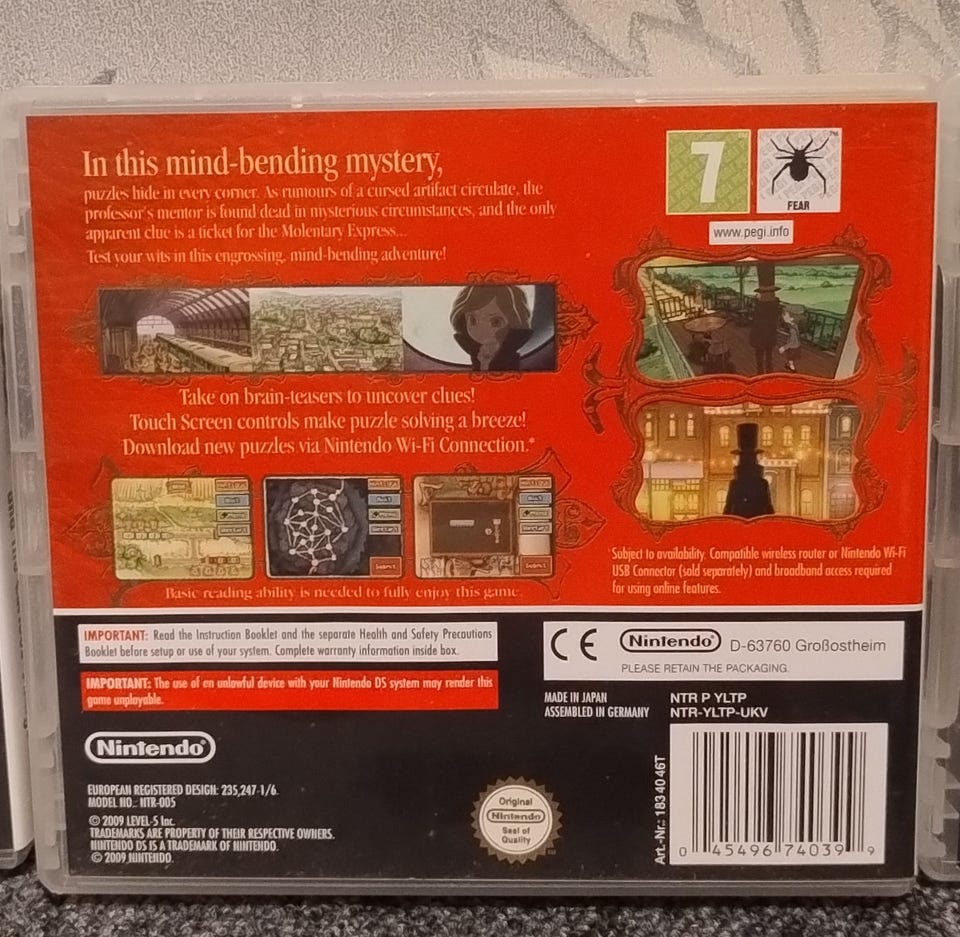 In this mind-bending mystery,
puzzles hide in every corner. As rumours of a cursed artifact circulate, the
professor's mentor is found dead in mysterious circumstances, and the only
apparent clue is a ticket for the Molentary Express...
Test your wits in this engrossing, mind-bending adventure!
7
FEAR
www.pegi.info
Take on brain-teasers to uncover clues!
Touch Screen controls make puzzle solving a breeze!
Download new puzzles via Nintendo Wi-Fi Connection.*
Basic reading ability is needed to fully enjoy this game.
*Subject to availability. Compatible wireless router or Nintendo Wi-Fi
USB Connector (sold separately) and broadband access required
for using online features.
IMPORTANT: Read the Instruction Booklet and the separate Health and Safety Precautions
Booklet before setup or use of your system. Complete warranty information inside box.
IMPORTANT: The use of an unlawful device with your Nintendo DS system may render this
game unplayable.
CE Nintendo D-63760 Großostheim
PLEASE RETAIN THE PACKAGING.
MADE IN JAPAN
ASSEMBLED IN GERMANY
NTR P YLTP
NTR-YLTP-UKV
Nintendo
EUROPEAN REGISTERED DESIGN: 235,247-1/6.
MODEL NO.: NTR-005
© 2009 LEVEL-5 Inc.
TRADEMARKS ARE PROPERTY OF THEIR RESPECTIVE OWNERS.
NINTENDO DS IS A TRADEMARK OF NINTENDO.
© 2009 NINTENDO.
Original
Nintendo
Seal of
Quality
Art.-Nr.: 183 40 46T
0 45496 74039 9